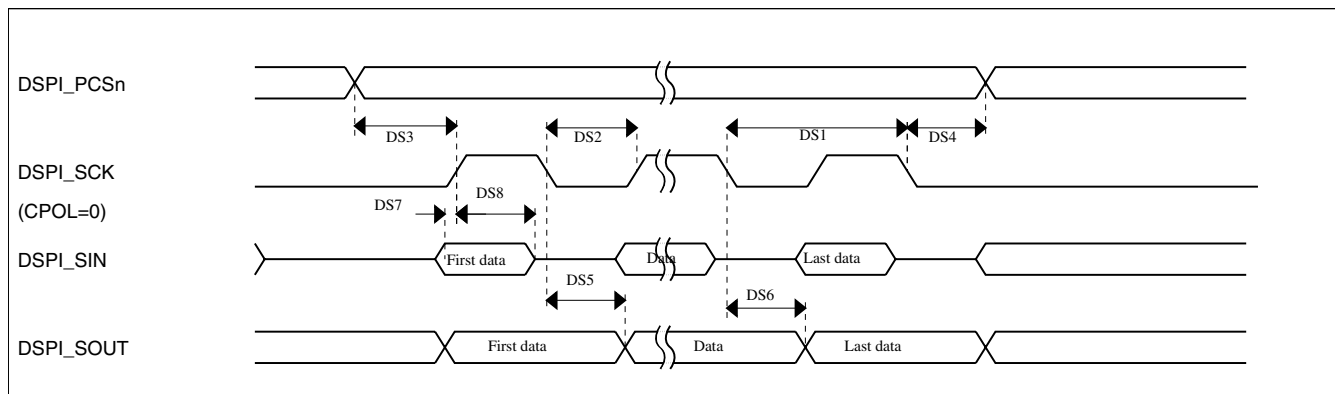 DSPI_PCSn
DS3
DS2
DS1
DS4
DSPI_SCK
(CPOL=0)
DS7
DS8
DSPI_SIN
First data
Data
Last data
DS5
DS6
DSPI_SOUT
First data
Data
Last data